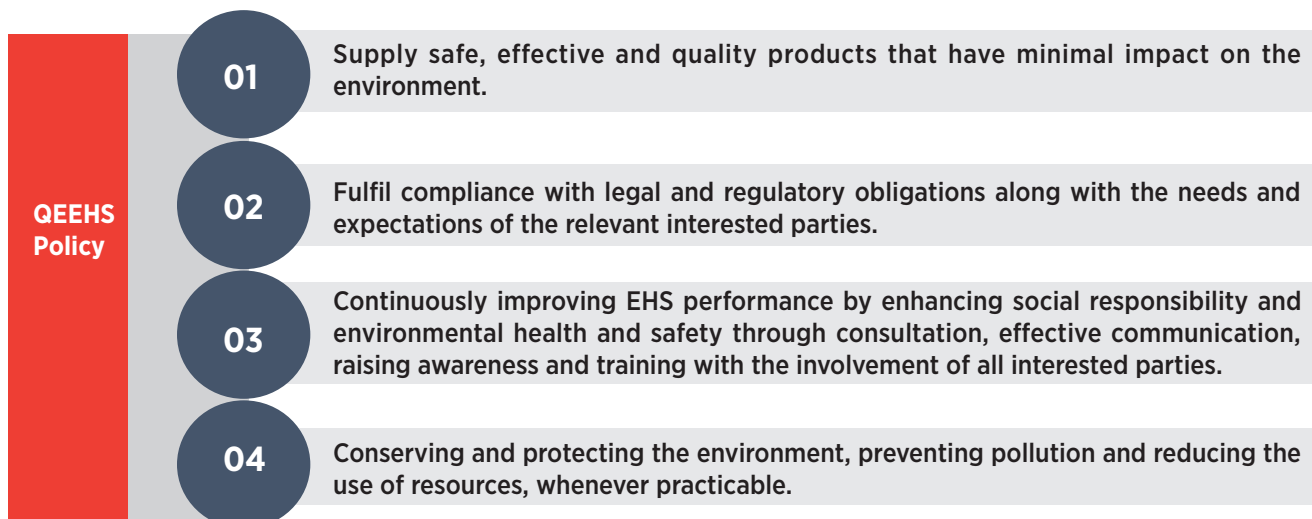 QEEHS
Policy
01
Supply safe, effective and quality products that have minimal impact on the
environment.
02
Fulfil compliance with legal and regulatory obligations along with the needs and
expectations of the relevant interested parties.
03
Continuously improving EHS performance by enhancing social responsibility and
environmental health and safety through consultation, effective communication,
raising awareness and training with the involvement of all interested parties.
04
Conserving and protecting the environment, preventing pollution and reducing the
use of resources, whenever practicable.